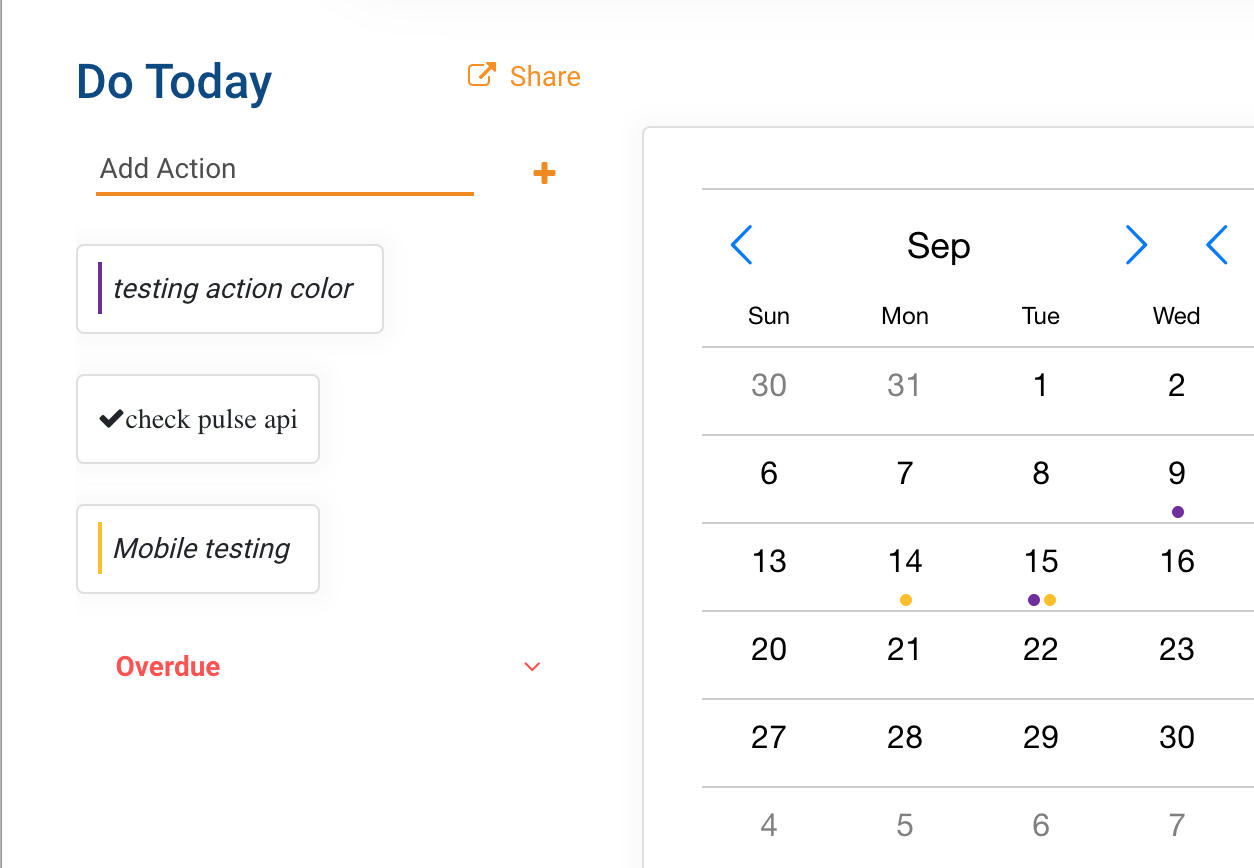 Do Today
Share
Add Action
testing action color
check pulse api
Mobile testing
Overdue
Sep
Sun Mon Tue Wed
30 31 1 2
6 7 8 9
13 14 15 16
20 21 22 23
27 28 29 30
4 5 6 7